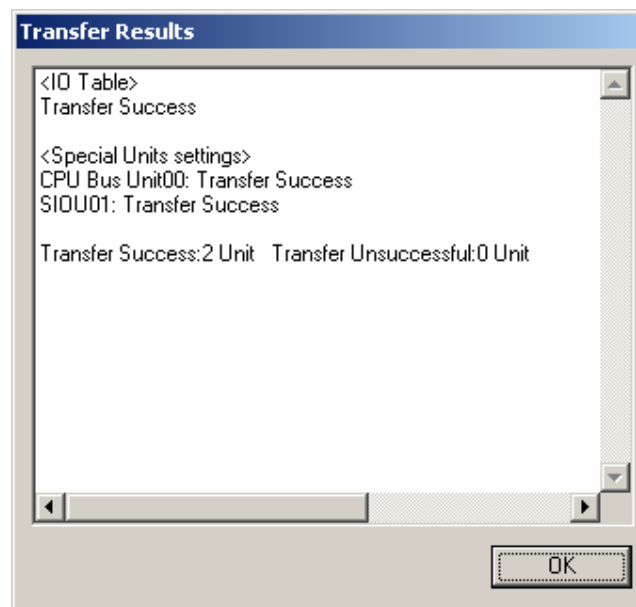 Transfer Results
<IO Table>
Transfer Success
<Special Units settings>
CPU Bus Unit00: Transfer Success
SIOU01: Transfer Success
Transfer Success:2 Unit   Transfer Unsuccessful:0 Unit
OK